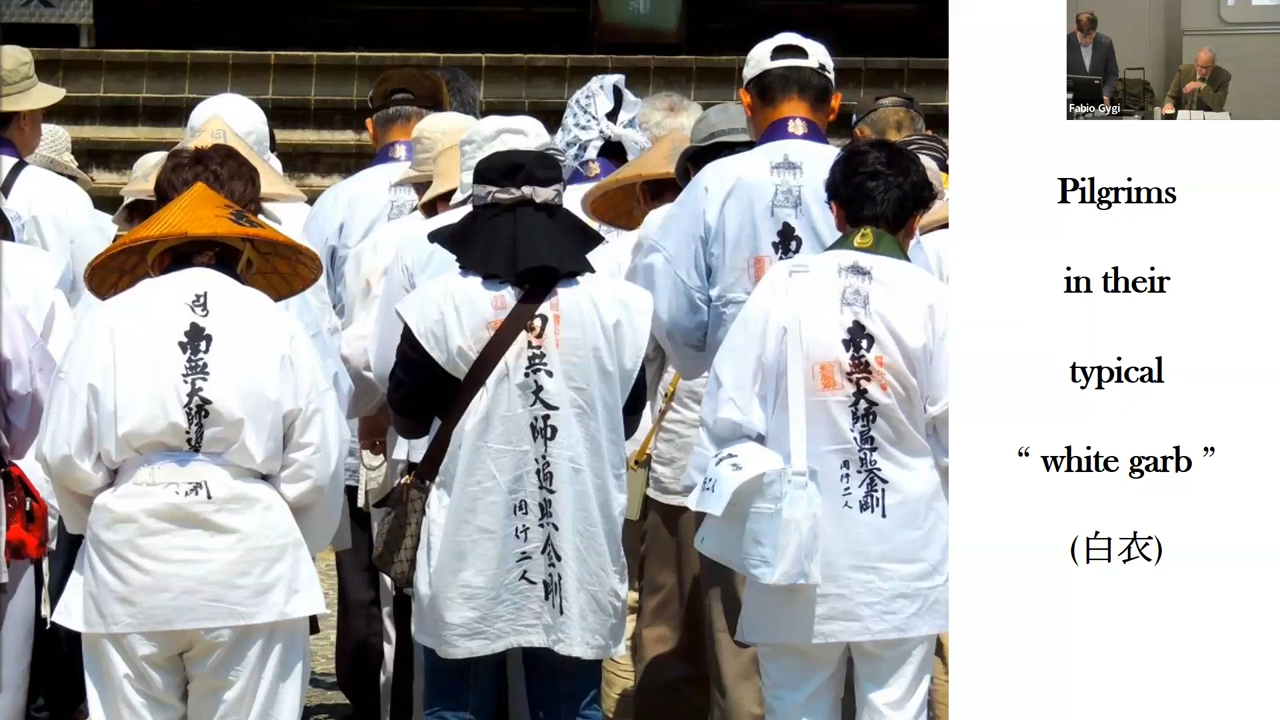 南無大師遍
剛
南無大師遍照金剛
同行二人
南
南無大師遍照金剛
同行二人
Fabio Gygi
Pilgrims
in their
typical
“ white garb ”
(白衣)